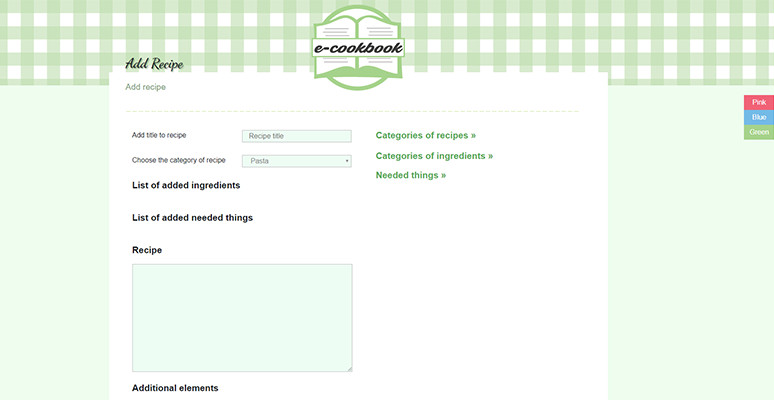 e-cookbook
Add Recipe
Add recipe
Pink
Blue
Green
Add title to recipe
Recipe title
Choose the category of recipe
Pasta
Categories of recipes »
Categories of ingredients »
Needed things »
List of added ingredients
List of added needed things
Recipe
Additional elements